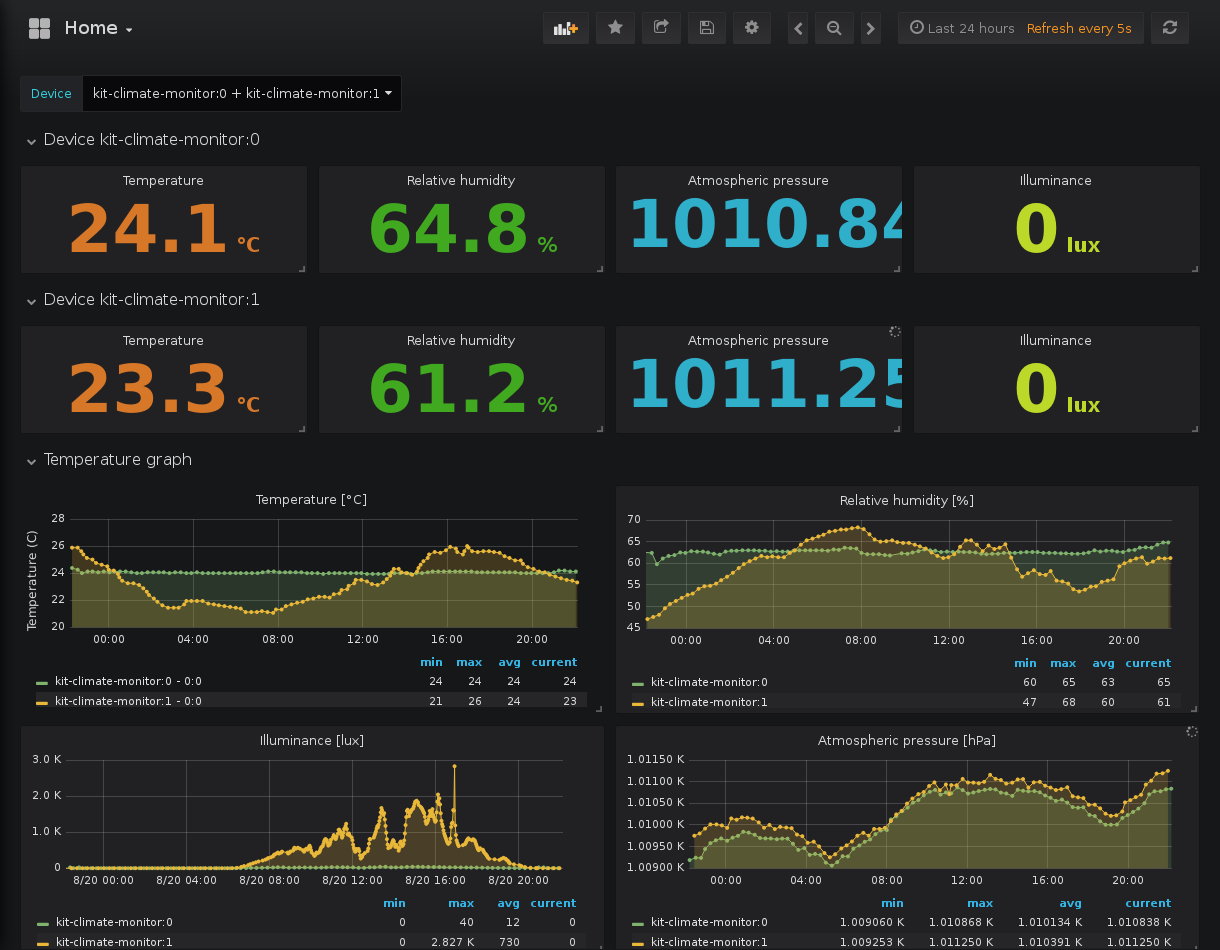 Home
Last 24 hours Refresh every 5s
Device kit-climate-monitor:0 + kit-climate-monitor:1
Device kit-climate-monitor:0
Temperature Relative humidity Atmospheric pressure Illuminance
24.1 °C 64.8 % 1010.84 0 lux
Device kit-climate-monitor:1
Temperature Relative humidity Atmospheric pressure Illuminance
23.3 °C 61.2 % 1011.25 0 lux
Temperature graph
Temperature [°C]
Temperature (C)
28
26
24
22
20
00:00 04:00 08:00 12:00 16:00 20:00
min max avg current
kit-climate-monitor:0 - 0:0 24 24 24 24
kit-climate-monitor:1 - 0:0 21 26 24 23
Relative humidity [%]
70
65
60
55
50
45
00:00 04:00 08:00 12:00 16:00 20:00
min max avg current
kit-climate-monitor:0 60 65 63 65
kit-climate-monitor:1 47 68 60 61
Illuminance [lux]
3.0 K
2.0 K
1.0 K
0
8/20 00:00 8/20 04:00 8/20 08:00 8/20 12:00 8/20 16:00 8/20 20:00
min max avg current
kit-climate-monitor:0 0 40 12 0
kit-climate-monitor:1 0 2.827 K 730 0
Atmospheric pressure [hPa]
1.01150 K
1.01100 K
1.01050 K
1.01000 K
1.00950 K
1.00900 K
00:00 04:00 08:00 12:00 16:00 20:00
min max avg current
kit-climate-monitor:0 1.009060 K 1.010868 K 1.010134 K 1.010838 K
kit-climate-monitor:1 1.009253 K 1.011250 K 1.010391 K 1.011250 K